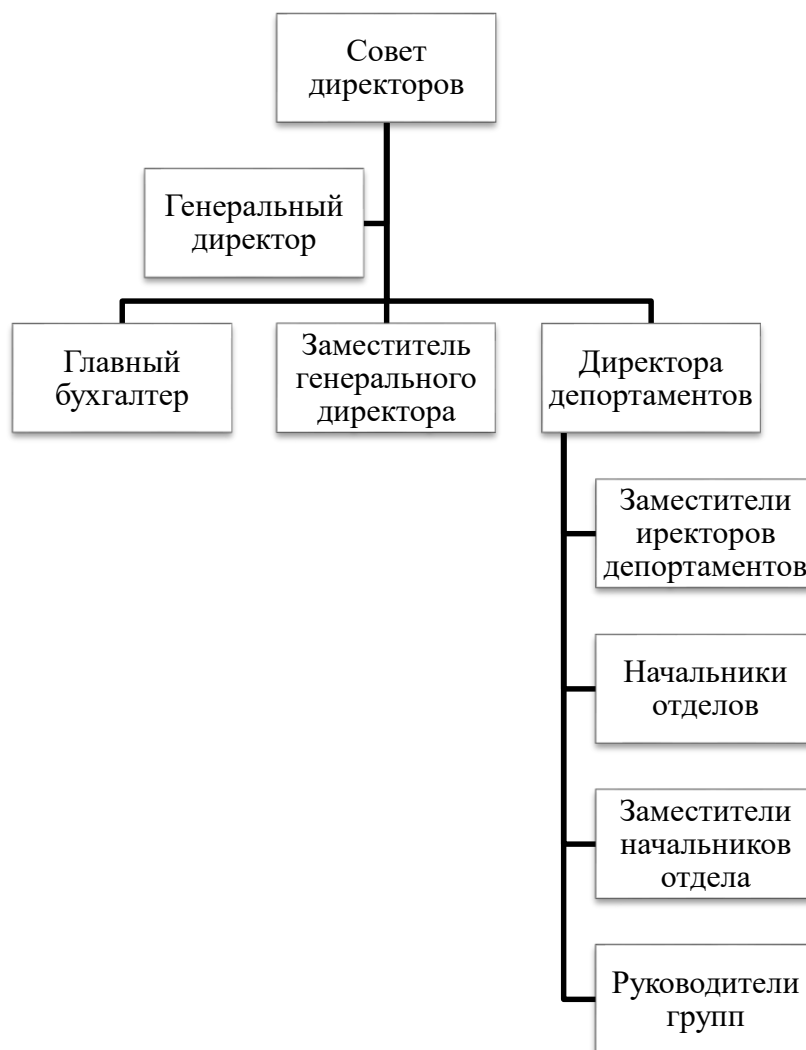 Совет
директоров
Генеральный
директор
Главный
бухгалтер
Заместитель
генерального
директора
Директора
депортаментов
Заместители
иректоров
депортаментов
Начальники
отделов
Заместители
начальников
отдела
Руководители
групп